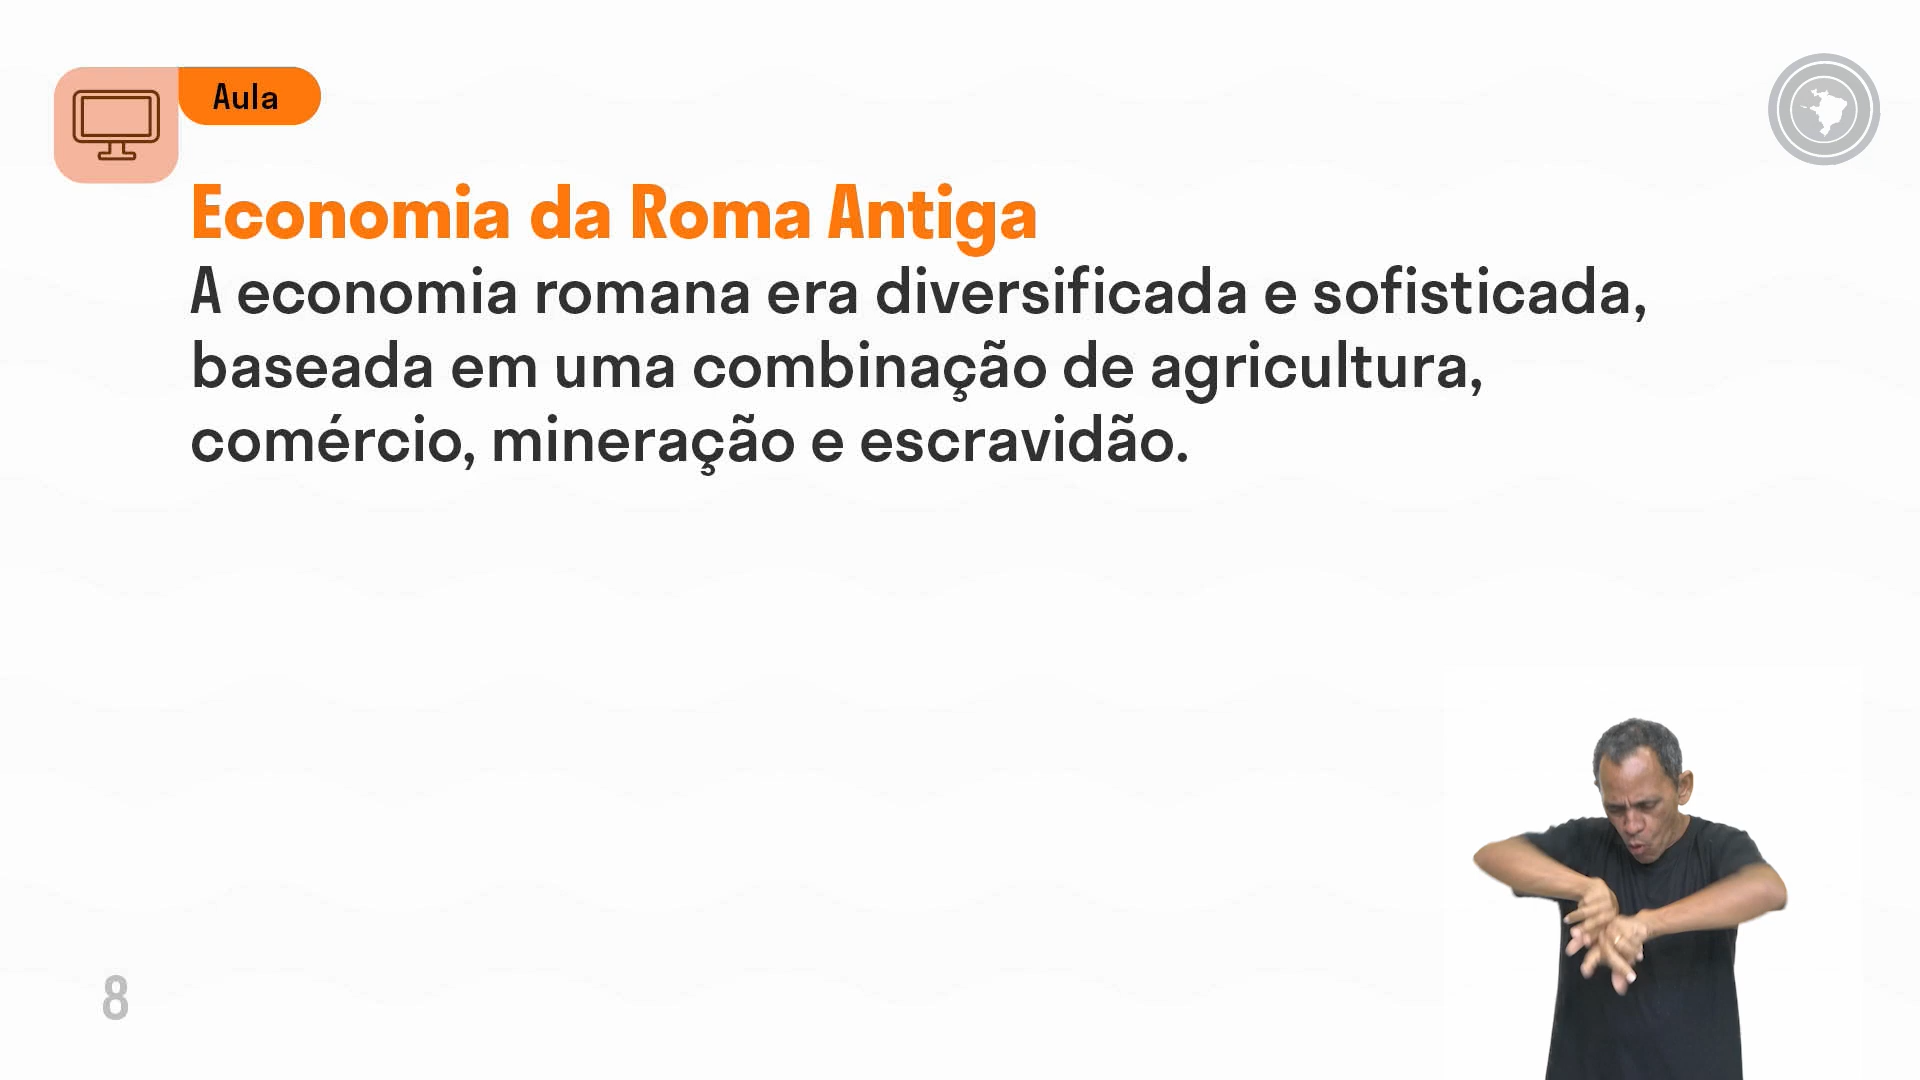 Aula
Economia da Roma Antiga
A economia romana era diversificada e sofisticada,
baseada em uma combinação de agricultura,
comércio, mineração e escravidão.
8